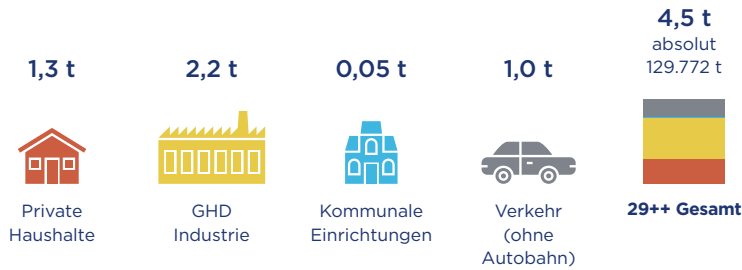 1,3 t
Private
Haushalte
2,2 t
GHD
Industrie
0,05 t
Kommunale
Einrichtungen
1,0 t
Verkehr
(ohne
Autobahn)
4,5 t
absolut
129.772 t
29++ Gesamt